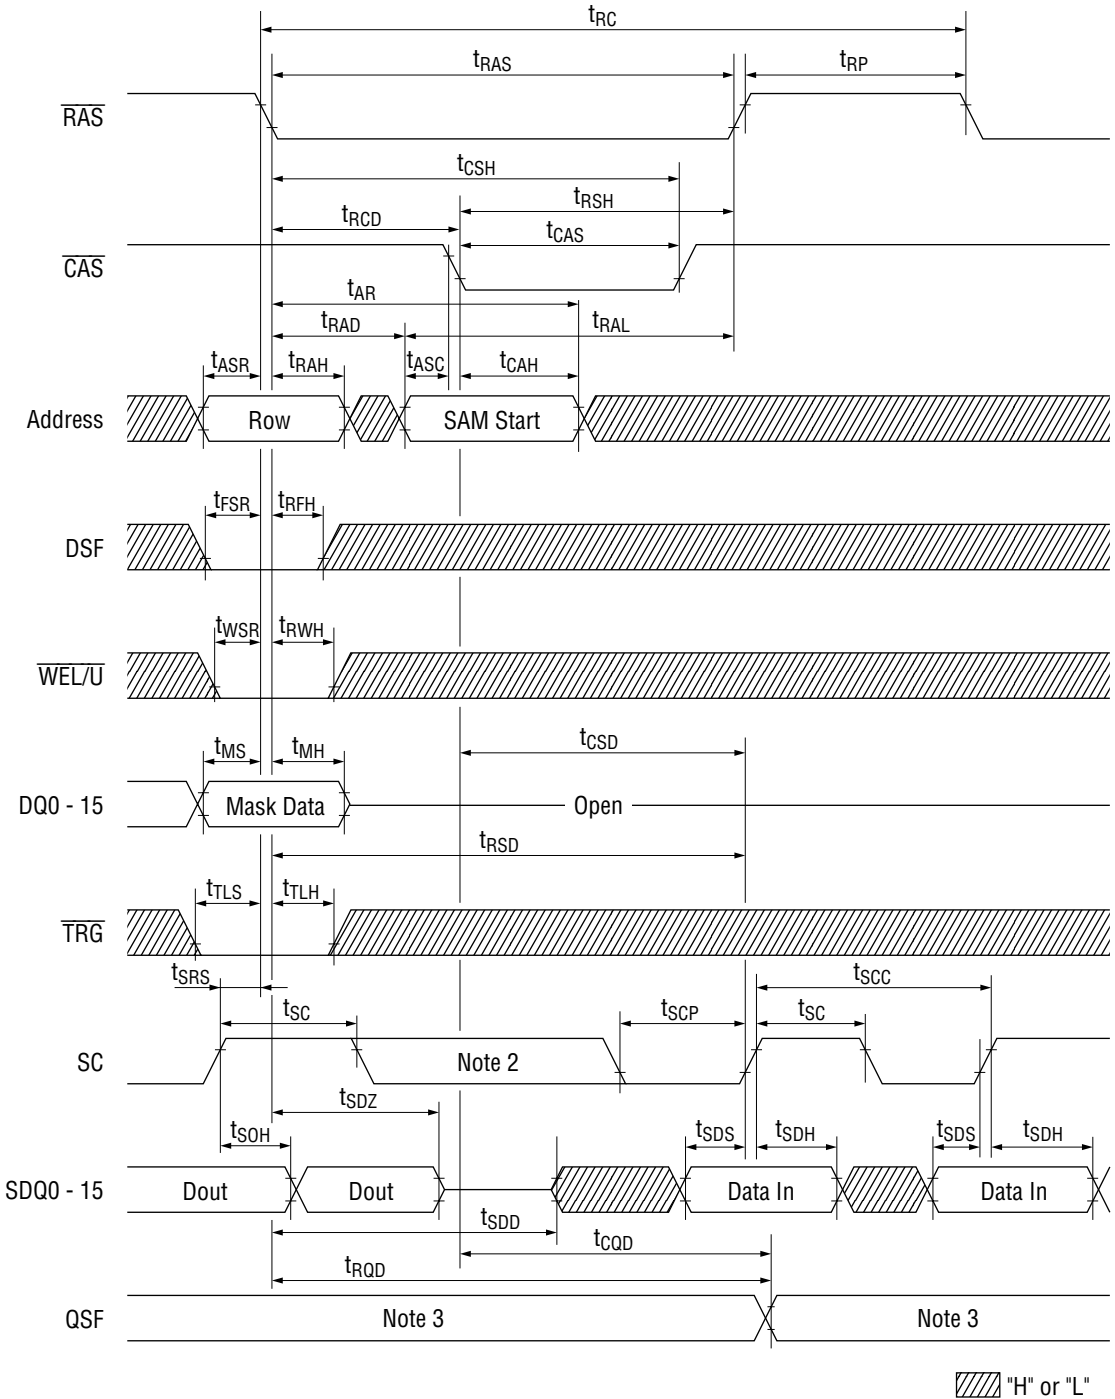 tRC
tRAS
tRP
RAS
tCSH
tRSH
tRCD
tCAS
CAS
tAR
tRAD
tRAL
tASR
tRAH
tASC
tCAH
Address
Row
SAM Start
tFSR
tRFH
DSF
tWSR
tRWH
WEL/U
tCSD
tMS
tMH
DQ0 - 15
Mask Data
Open
tRSD
tTLS
tTLH
TRG
tSRS
tSCC
tSC
tSCP
tSC
SC
Note 2
tSDZ
tSOH
tSDS
tSDH
tSDS
tSDH
SDQ0 - 15
Dout
Dout
Data In
Data In
tSDD
tCQD
tRQD
QSF
Note 3
Note 3
"H" or "L"